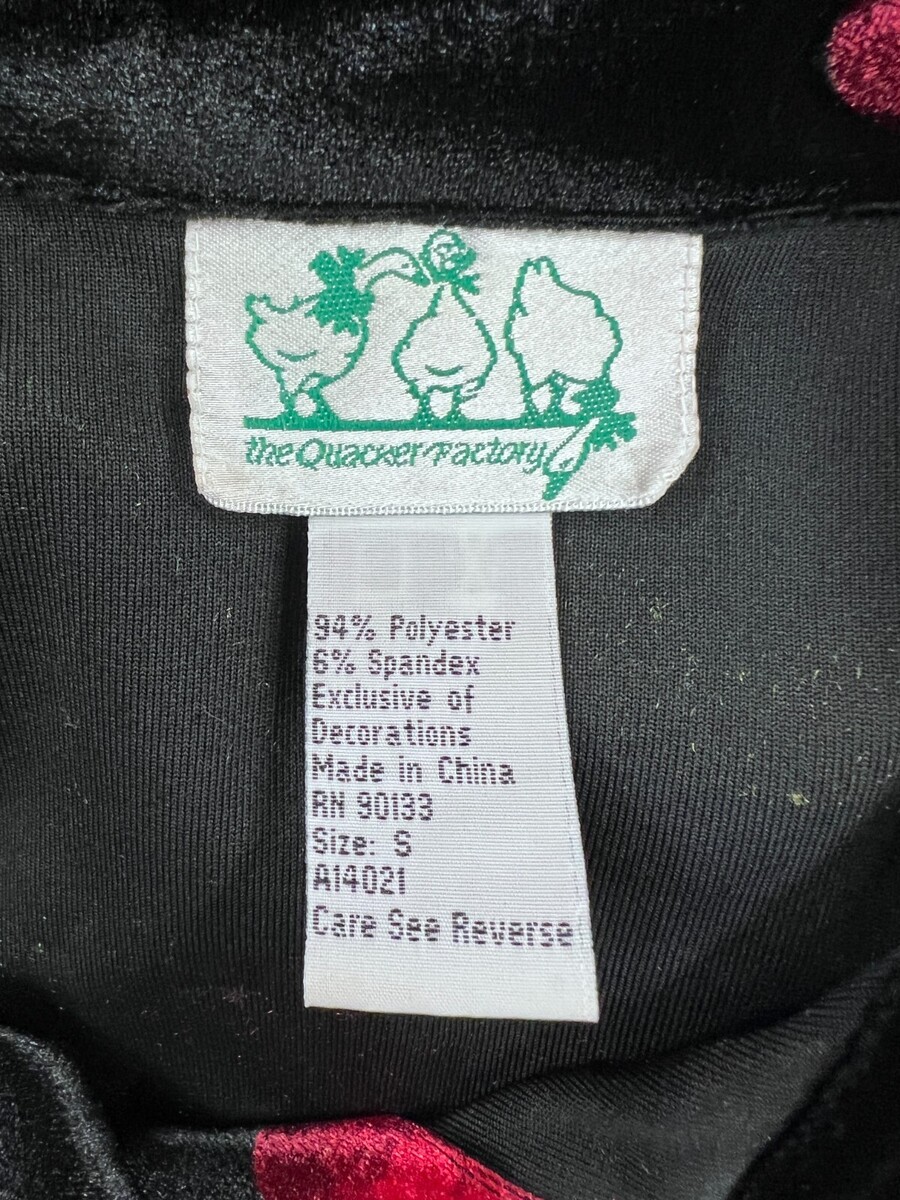 the Quacker Factory
94% Polyester
6% Spandex
Exclusive of
Decorations
Made in China
RN 90133
Size: S
A14021
Care See Reverse